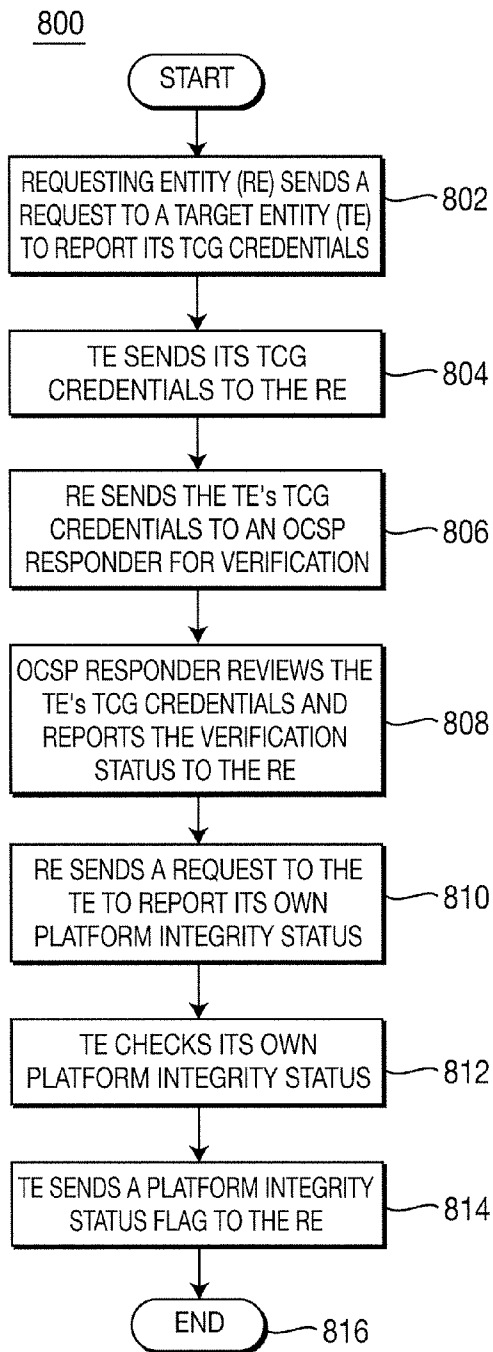 800
START
REQUESTING ENTITY (RE) SENDS A
REQUEST TO A TARGET ENTITY (TE)
TO REPORT ITS TCG CREDENTIALS
802
TE SENDS ITS TCG
CREDENTIALS TO THE RE
804
RE SENDS THE TE's TCG
CREDENTIALS TO AN OCSP
RESPONDER FOR VERIFICATION
806
OCSP RESPONDER REVIEWS THE
TE's TCG CREDENTIALS AND
REPORTS THE VERIFICATION
STATUS TO THE RE
808
RE SENDS A REQUEST TO THE
TE TO REPORT ITS OWN
PLATFORM INTEGRITY STATUS
810
TE CHECKS ITS OWN
PLATFORM INTEGRITY STATUS
812
TE SENDS A PLATFORM INTEGRITY
STATUS FLAG TO THE RE
814
END
816